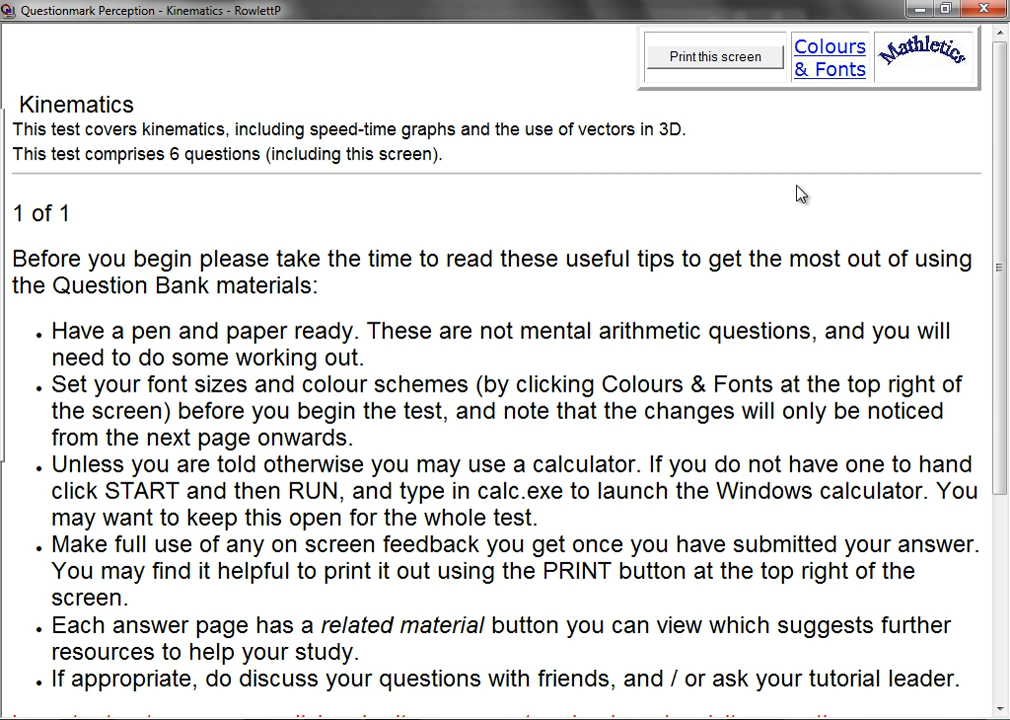 Questionmark Perception - Kinematics - RowlettP
Print this screen
Colours
& Fonts
Mathletics
Kinematics
This test covers kinematics, including speed-time graphs and the use of vectors in 3D.
This test comprises 6 questions (including this screen).
1 of 1
Before you begin please take the time to read these useful tips to get the most out of using
the Question Bank materials:
• Have a pen and paper ready. These are not mental arithmetic questions, and you will
need to do some working out.
• Set your font sizes and colour schemes (by clicking Colours & Fonts at the top right of
the screen) before you begin the test, and note that the changes will only be noticed
from the next page onwards.
• Unless you are told otherwise you may use a calculator. If you do not have one to hand
click START and then RUN, and type in calc.exe to launch the Windows calculator. You
may want to keep this open for the whole test.
• Make full use of any on screen feedback you get once you have submitted your answer.
You may find it helpful to print it out using the PRINT button at the top right of the
screen.
• Each answer page has a related material button you can view which suggests further
resources to help your study.
• If appropriate, do discuss your questions with friends, and / or ask your tutorial leader.